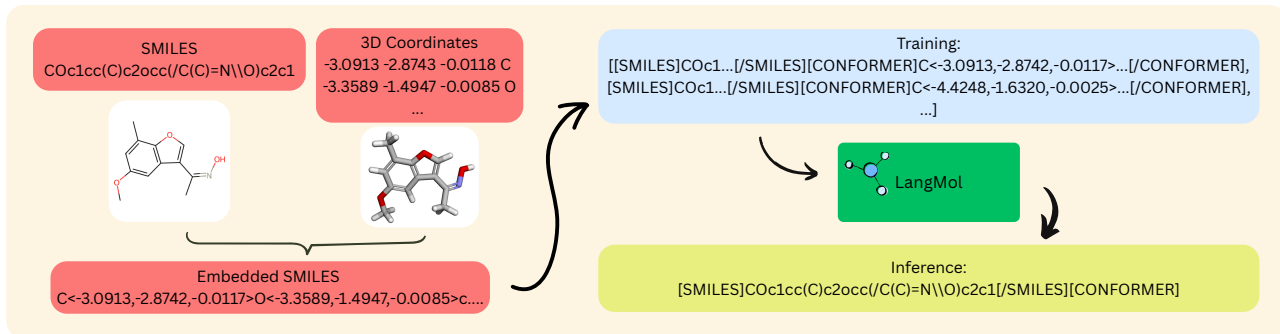 SMILES
COc1cc(C)c2occ(/C(C)=N\\O)c2c1
3D Coordinates
-3.0913 -2.8743 -0.0118 C
-3.3589 -1.4947 -0.0085 O
...
O
OH
N
O
Embedded SMILES
C<-3.0913,-2.8742,-0.0117>O<-3.3589,-1.4947,-0.0085>c....
Training:
[[SMILES]COc1...[/SMILES][CONFORMER]C<-3.0913,-2.8742,-0.0117>...[/CONFORMER],
[SMILES]COc1...[/SMILES][CONFORMER]C<-4.4248,-1.6320,-0.0025>...[/CONFORMER],
...]
LangMol
Inference:
[SMILES]COc1cc(C)c2occ(/C(C)=N\\O)c2c1[/SMILES][CONFORMER]